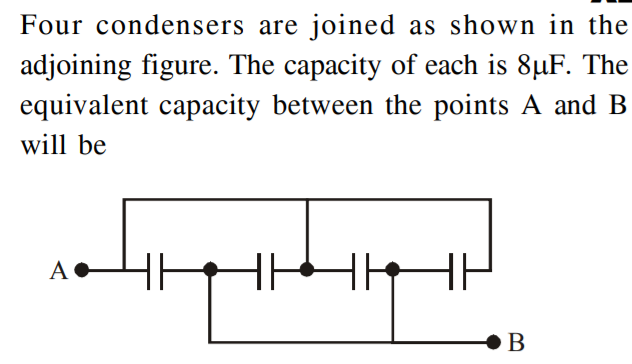 Four condensers are joined as shown in the
adjoining figure. The capacity of each is 8μF. The
equivalent capacity between the points A and B
will be
A
B